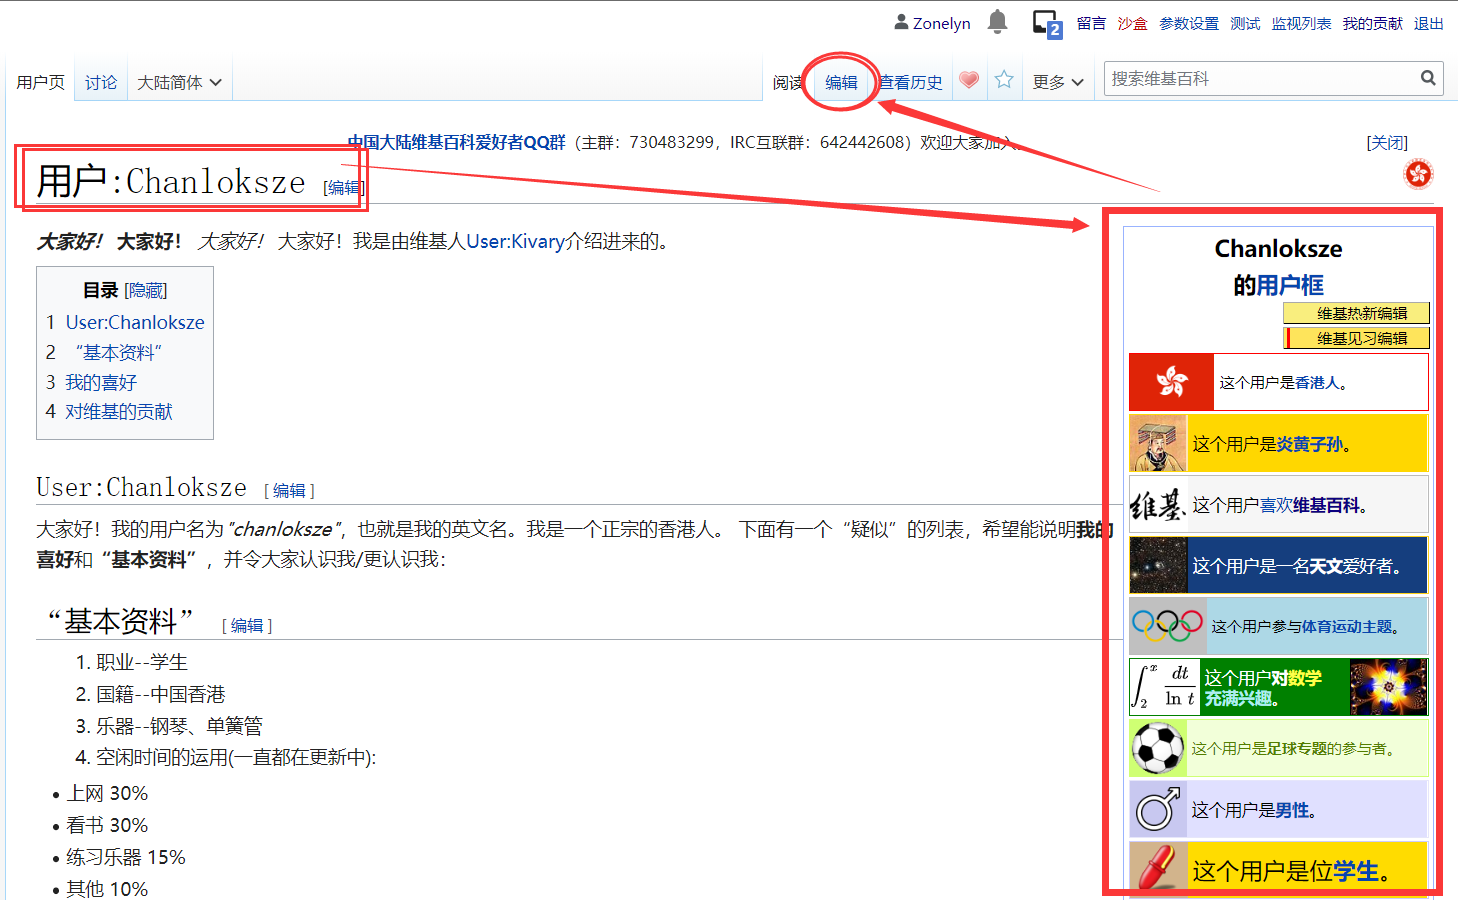 Zonelyn 2 留言 沙盒 参数设置 测试 监视列表 我的贡献 退出
用户页 讨论 大陆简体 阅读 编辑 查看历史 更多 搜索维基百科
中国大陆维基百科爱好者QQ群（主群：730483299，IRC互联群：642442608）欢迎大家加入。 [关闭]
用户:Chanloksze [编辑]
大家好！ 大家好！ 大家好！ 大家好！我是由维基人User:Kivary介绍进来的。
目录 [隐藏]
1 User:Chanloksze
2 “基本资料”
3 我的喜好
4 对维基的贡献
User:Chanloksze [ 编辑 ]
大家好！我的用户名为"chanloksze"，也就是我的英文名。我是一个正宗的香港人。 下面有一个“疑似”的列表，希望能说明我的
喜好和“基本资料”，并令大家认识我/更认识我：
“基本资料” [ 编辑 ]
1. 职业--学生
2. 国籍--中国香港
3. 乐器--钢琴、单簧管
4. 空闲时间的运用(一直都在更新中):
• 上网 30%
• 看书 30%
• 练习乐器 15%
• 其他 10%
Chanloksze
的用户框
维基热新编辑
维基见习编辑
这个用户是香港人。
这个用户是炎黄子孙。
维基. 这个用户喜欢维基百科。
这个用户是一名天文爱好者。
这个用户参与体育运动主题。
∫₂ˣ dt/ln t 这个用户对数学
充满兴趣。
这个用户是足球专题的参与者。
这个用户是男性。
这个用户是位学生。